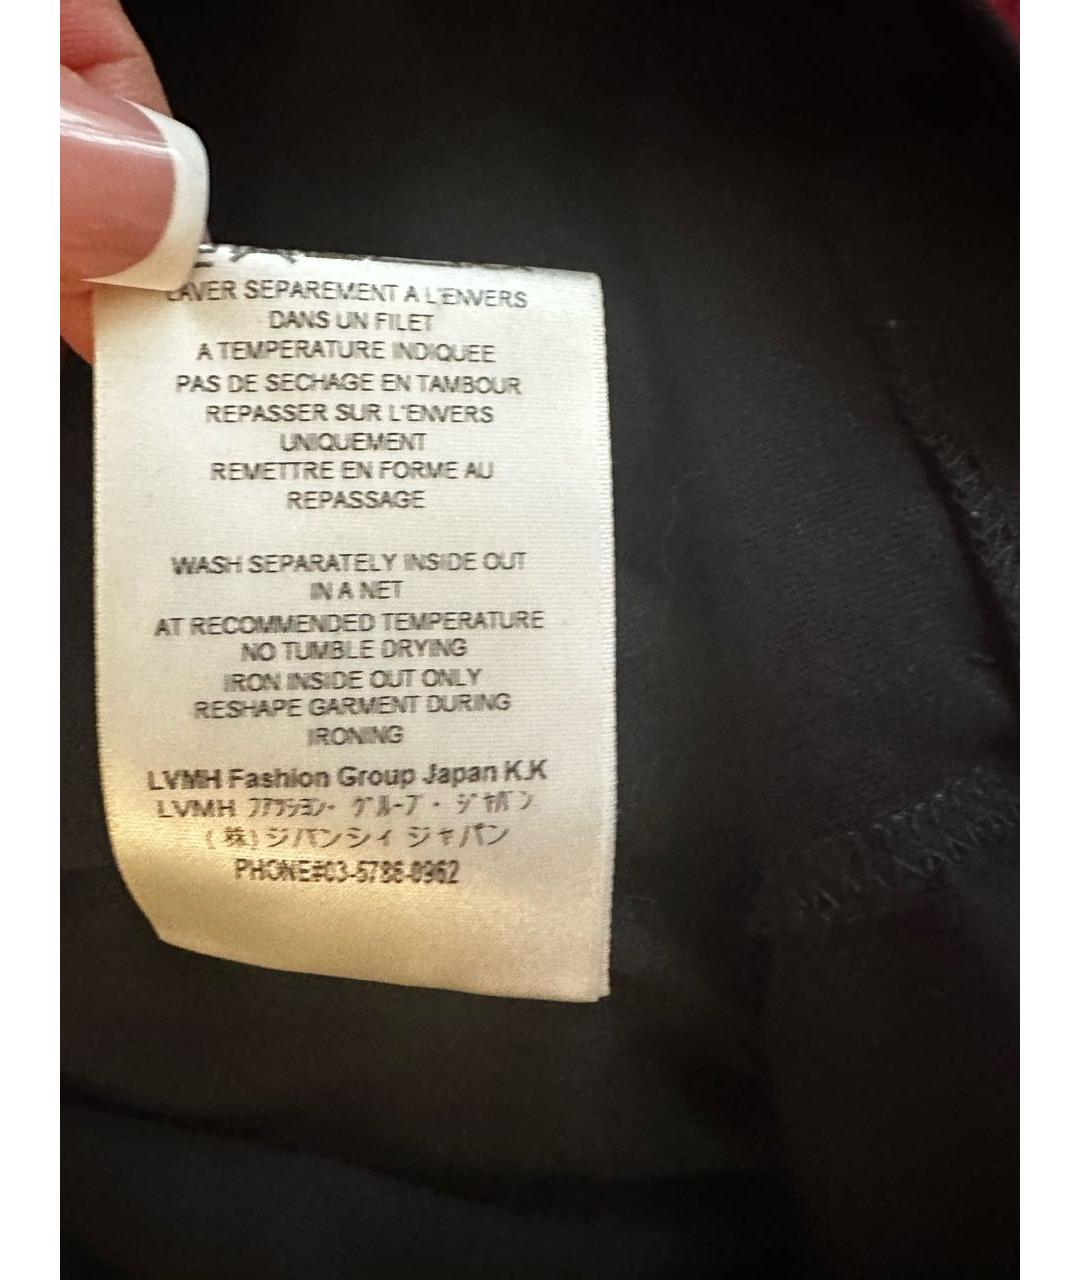 LAVER SEPAREMENT A L'ENVERS
DANS UN FILET
A TEMPERATURE INDIQUEE
PAS DE SECHAGE EN TAMBOUR
REPASSER SUR L'ENVERS
UNIQUEMENT
REMETTRE EN FORME AU
REPASSAGE
WASH SEPARATELY INSIDE OUT
IN A NET
AT RECOMMENDED TEMPERATURE
NO TUMBLE DRYING
IRON INSIDE OUT ONLY
RESHAPE GARMENT DURING
IRONING
LVMH Fashion Group Japan K.K
LVMH ファッション・グループ・ジャパン
(株)ジバンシィ ジャパン
PHONE#03-5786-0962